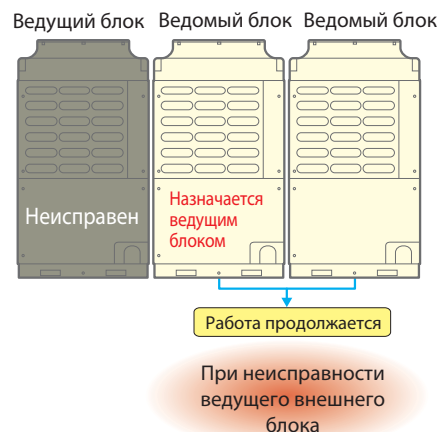 Ведущий блок Ведомый блок Ведомый блок
Неисправен
Назначается
ведущим
блоком
Работа продолжается
При неисправности
ведущего внешнего
блока